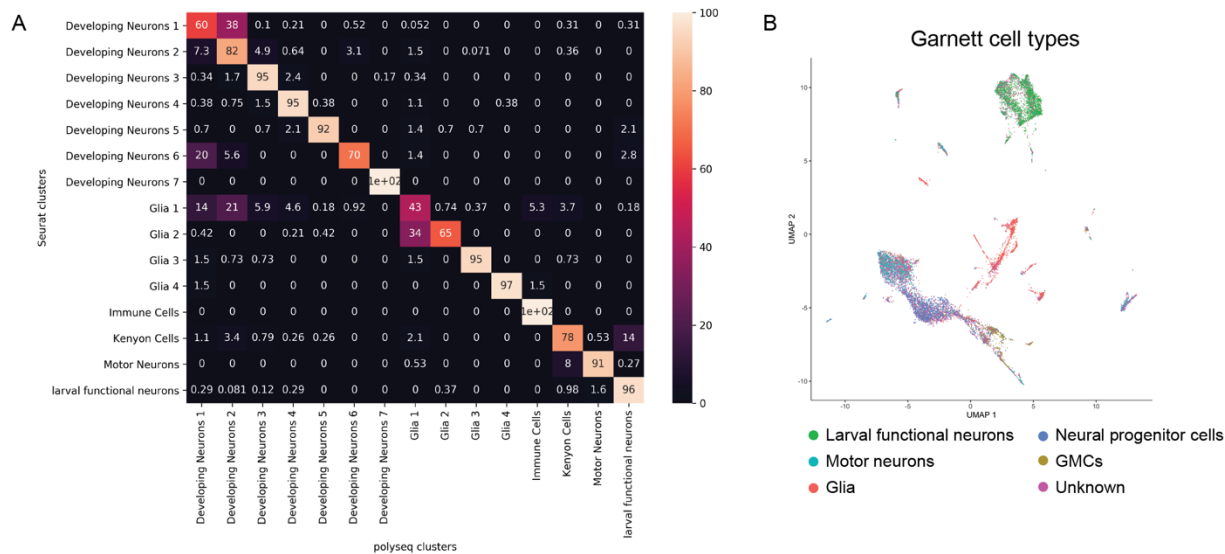 A
Developing Neurons 1 60 38 0.1 0.21 0 0.52 0 0.052 0 0 0 0 0.31 0 0.31
Developing Neurons 2 7.3 82 4.9 0.64 0 3.1 0 1.5 0 0.071 0 0 0.36 0 0
Developing Neurons 3 0.34 1.7 95 2.4 0 0 0.17 0.34 0 0 0 0 0 0 0
Developing Neurons 4 0.38 0.75 1.5 95 0.38 0 0 1.1 0 0 0.38 0 0 0 0
Developing Neurons 5 0.7 0 0.7 2.1 92 0 0 1.4 0.7 0.7 0 0 0 0 2.1
Developing Neurons 6 20 5.6 0 0 0 70 0 1.4 0 0 0 0 0 0 2.8
Developing Neurons 7 0 0 0 0 0 0 1e+02 0 0 0 0 0 0 0 0
Glia 1 14 21 5.9 4.6 0.18 0.92 0 43 0.74 0.37 0 5.3 3.7 0 0.18
Glia 2 0.42 0 0 0.21 0.42 0 0 34 65 0 0 0 0 0 0
Glia 3 1.5 0.73 0.73 0 0 0 0 1.5 0 95 0 0 0.73 0 0
Glia 4 1.5 0 0 0 0 0 0 0 0 0 97 1.5 0 0 0
Immune Cells 0 0 0 0 0 0 0 0 0 0 0 1e+02 0 0 0
Kenyon Cells 1.1 3.4 0.79 0.26 0.26 0 0 2.1 0 0 0 0 78 0.53 14
Motor Neurons 0 0 0 0 0 0 0 0.53 0 0 0 0 8 91 0.27
larval functional neurons 0.29 0.081 0.12 0.29 0 0 0 0 0.37 0 0 0 0.98 1.6 96
Seurat clusters
Developing Neurons 1
Developing Neurons 2
Developing Neurons 3
Developing Neurons 4
Developing Neurons 5
Developing Neurons 6
Developing Neurons 7
Glia 1
Glia 2
Glia 3
Glia 4
Immune Cells
Kenyon Cells
Motor Neurons
larval functional neurons
polyseq clusters
100
80
60
40
20
0
B
Garnett cell types
10
5
0
-5
-10
UMAP 2
-10 -5 0 5 10
UMAP 1
Larval functional neurons
Motor neurons
Glia
Neural progenitor cells
GMCs
Unknown